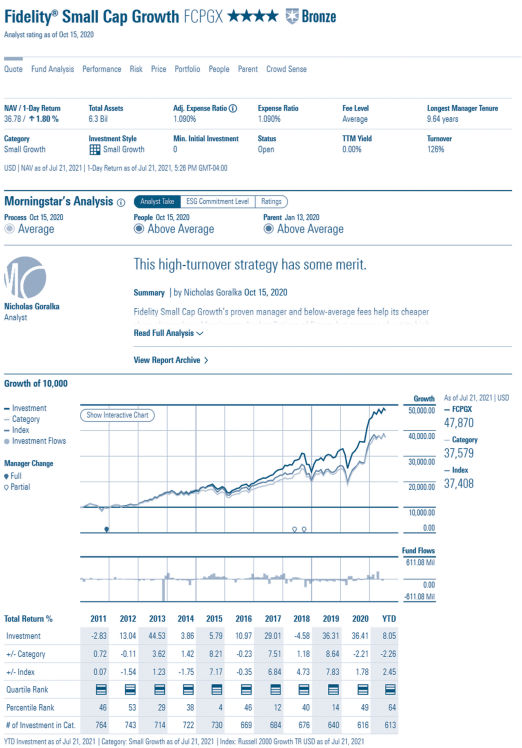 Fidelity® Small Cap Growth FCPGX ★★★★ Bronze
Analyst rating as of Oct 15, 2020
Quote Fund Analysis Performance Risk Price Portfolio People Parent Crowd Sense
NAV / 1-Day Return Total Assets Adj. Expense Ratio Expense Ratio Fee Level Longest Manager Tenure
36.78 / ↑ 1.80 % 6.3 Bil 1.090% 1.090% Average 9.64 years
Category Investment Style Min. Initial Investment Status TTM Yield Turnover
Small Growth Small Growth 0 Open 0.00% 126%
USD | NAV as of Jul 21, 2021 | 1-Day Return as of Jul 21, 2021, 5:26 PM GMT-04:00
Morningstar's Analysis Analyst Take ESG Commitment Level Ratings
Process Oct 15, 2020 People Oct 15, 2020 Parent Jan 13, 2020
Average Above Average Above Average
This high-turnover strategy has some merit.
Summary | by Nicholas Goralka Oct 15, 2020
Nicholas Goralka
Analyst
Fidelity Small Cap Growth's proven manager and below-average fees help its cheaper
Read Full Analysis
View Report Archive
Growth of 10,000
Investment
Category
Index
Investment Flows
Manager Change
Full
Partial
Show Interactive Chart
Growth
50,000.00
40,000.00
30,000.00
20,000.00
10,000.00
0.00
As of Jul 21, 2021 | USD
FCPGX
47,870
Category
37,579
Index
37,408
Fund Flows
611.08 Mil
0.00
-611.08 Mil
Total Return % 2011 2012 2013 2014 2015 2016 2017 2018 2019 2020 YTD
Investment -2.83 13.04 44.53 3.86 5.79 10.97 29.01 -4.58 36.31 36.41 8.05
+/- Category 0.72 -0.11 3.62 1.42 8.21 -0.23 7.51 1.18 8.64 -2.21 -2.26
+/- Index 0.07 -1.54 1.23 -1.75 7.17 -0.35 6.84 4.73 7.83 1.78 2.45
Quartile Rank
Percentile Rank 46 53 29 38 4 46 12 40 14 49 64
# of Investment in Cat. 764 743 714 722 730 669 684 676 640 616 613
YTD Investment as of Jul 21, 2021 | Category: Small Growth as of Jul 21, 2021 | Index: Russell 2000 Growth TR USD as of Jul 21, 2021